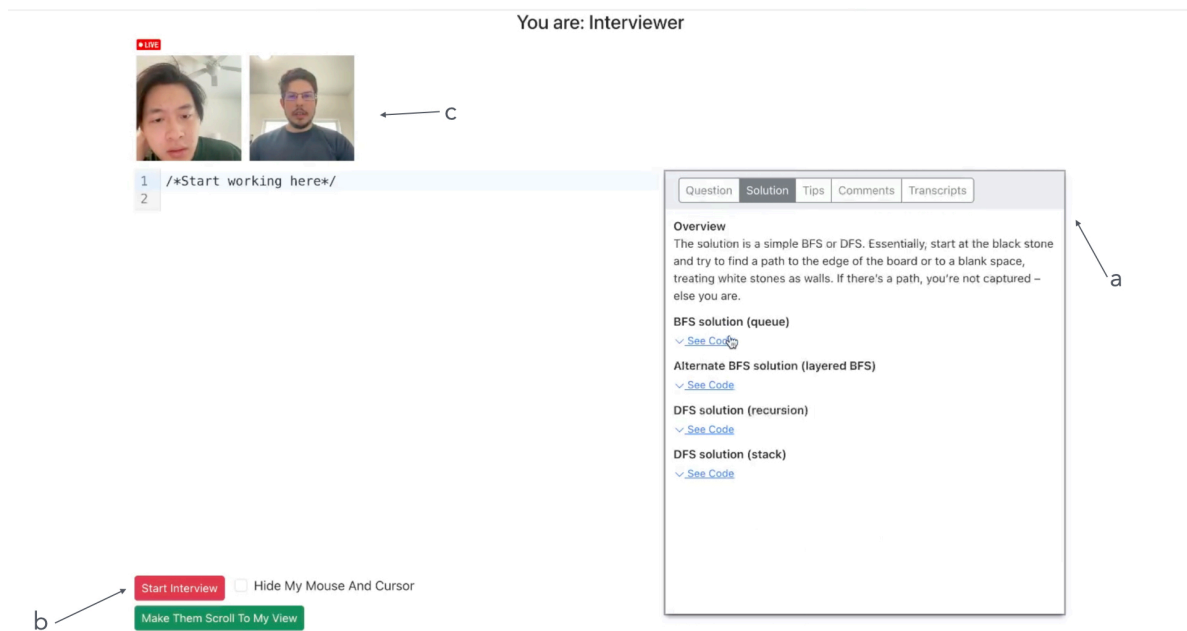 You are: Interviewer
LIVE
c
1 /*Start working here*/
2
Question Solution Tips Comments Transcripts
Overview
The solution is a simple BFS or DFS. Essentially, start at the black stone
and try to find a path to the edge of the board or to a blank space,
treating white stones as walls. If there's a path, you're not captured –
else you are.
BFS solution (queue)
See Code
Alternate BFS solution (layered BFS)
See Code
DFS solution (recursion)
See Code
DFS solution (stack)
See Code
a
Start Interview Hide My Mouse And Cursor
Make Them Scroll To My View
b